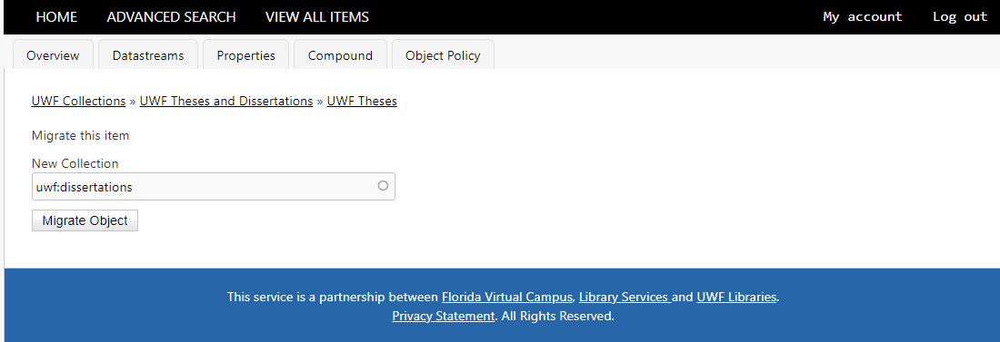 HOME ADVANCED SEARCH VIEW ALL ITEMS My account Log out
Overview Datastreams Properties Compound Object Policy
UWF Collections » UWF Theses and Dissertations » UWF Theses
Migrate this item
New Collection
uwf:dissertations
Migrate Object
This service is a partnership between Florida Virtual Campus, Library Services and UWF Libraries.
Privacy Statement. All Rights Reserved.